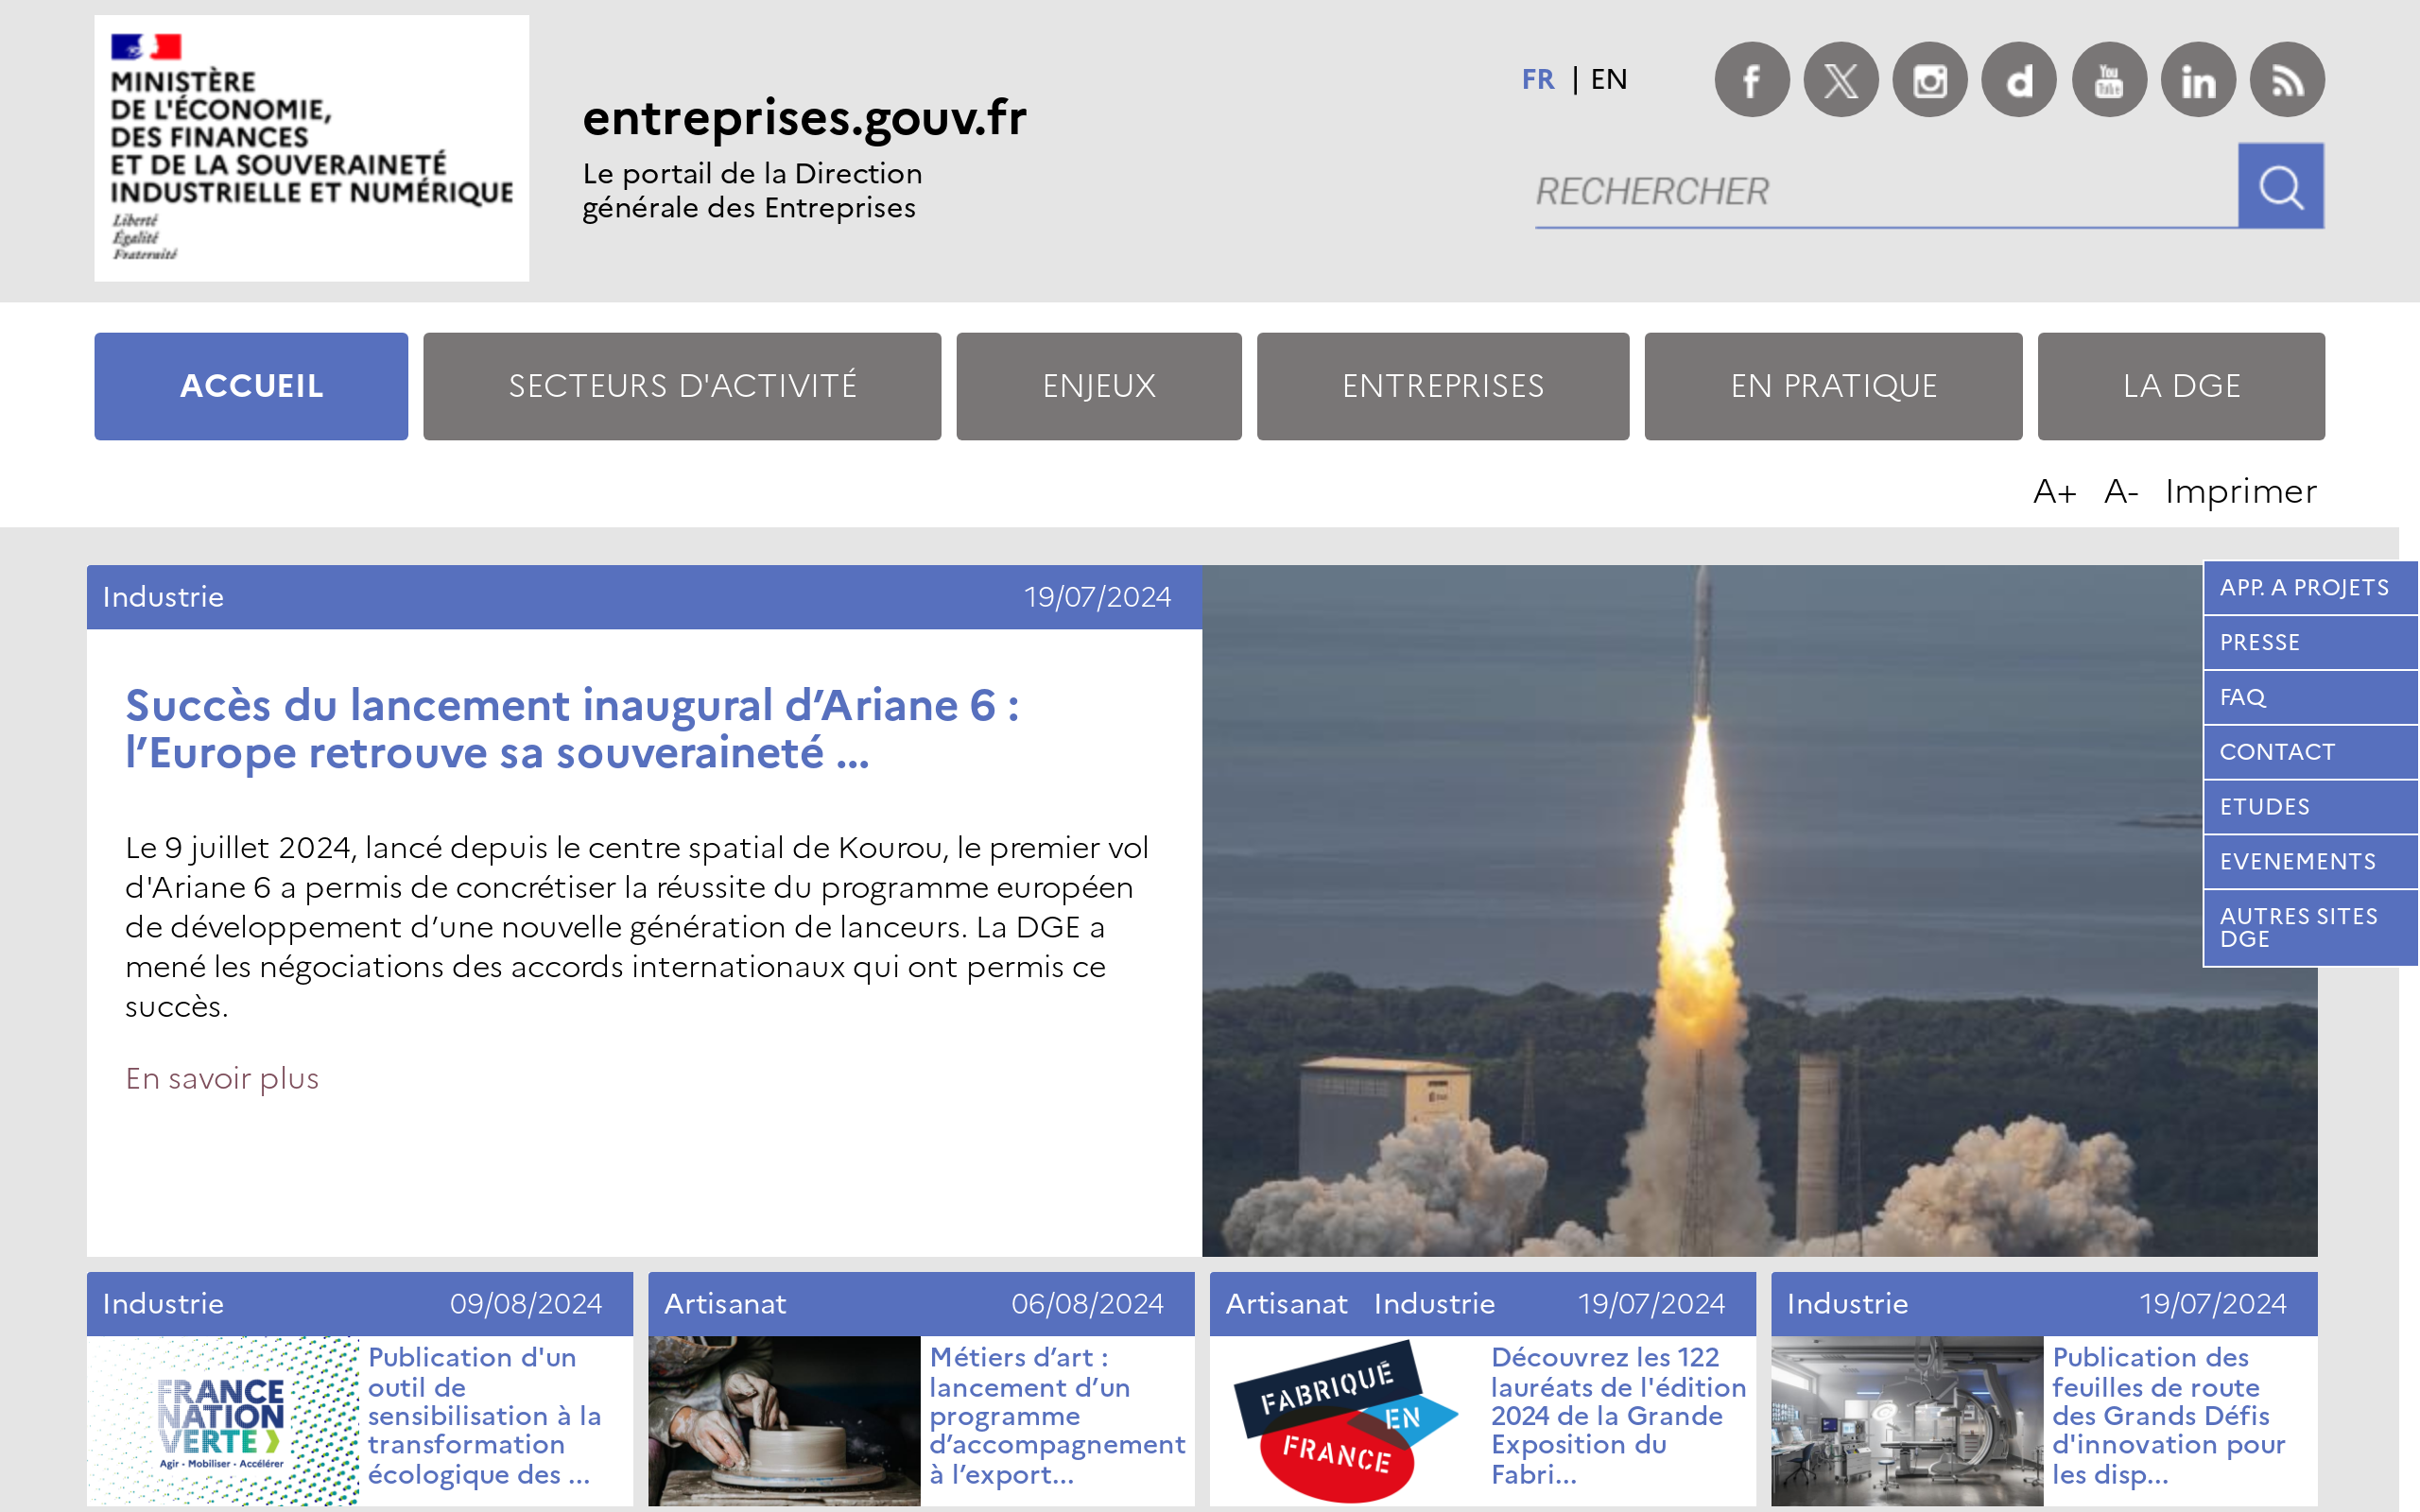 MINISTÈRE
DE L'ÉCONOMIE,
DES FINANCES
ET DE LA SOUVERAINETÉ
INDUSTRIELLE ET NUMÉRIQUE
Liberté
Égalité
Fraternité
entreprises.gouv.fr
Le portail de la Direction
générale des Entreprises
FR | EN
You
Tube
RECHERCHER
ACCUEIL
SECTEURS D'ACTIVITÉ
ENJEUX
ENTREPRISES
EN PRATIQUE
LA DGE
A+ A- Imprimer
Industrie 19/07/2024
Succès du lancement inaugural d’Ariane 6 :
l’Europe retrouve sa souveraineté ...
Le 9 juillet 2024, lancé depuis le centre spatial de Kourou, le premier vol
d'Ariane 6 a permis de concrétiser la réussite du programme européen
de développement d’une nouvelle génération de lanceurs. La DGE a
mené les négociations des accords internationaux qui ont permis ce
succès.
En savoir plus
APP. A PROJETS
PRESSE
FAQ
CONTACT
ETUDES
EVENEMENTS
AUTRES SITES
DGE
Industrie 09/08/2024
FRANCE
NATION
VERTE
Agir • Mobiliser • Accélérer
Publication d'un
outil de
sensibilisation à la
transformation
écologique des ...
Artisanat 06/08/2024
Métiers d’art :
lancement d’un
programme
d’accompagnement
à l’export...
Artisanat Industrie 19/07/2024
FABRIQUÉ
EN
FRANCE
Découvrez les 122
lauréats de l'édition
2024 de la Grande
Exposition du
Fabri...
Industrie 19/07/2024
Publication des
feuilles de route
des Grands Défis
d'innovation pour
les disp...